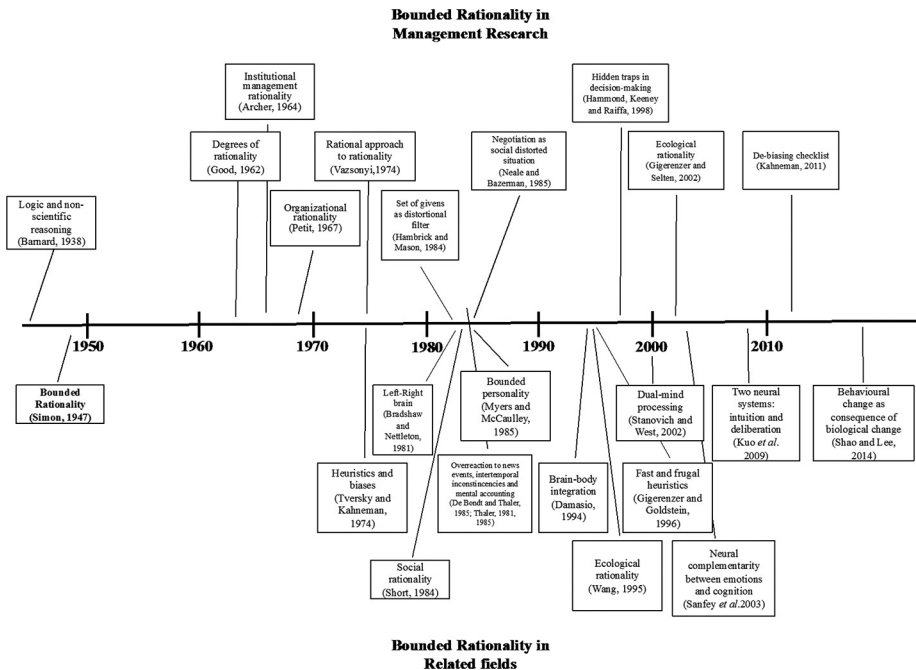 Bounded Rationality in
Management Research
Institutional
management
rationality
(Archer, 1964)
Hidden traps in
decision-making
(Hammond, Keeney
and Raiffa, 1998)
Degrees of
rationality
(Good, 1962)
Rational approach
to rationality
(Vazsonyi,1974)
Negotiation as
social distorted
situation
(Neale and
Bazerman, 1985)
Ecological
rationality
(Gigerenzer and
Selten, 2002)
De-biasing checklist
(Kahneman, 2011)
Logic and non-
scientific
reasoning
(Barnard, 1938)
Organizational
rationality
(Petit, 1967)
Set of givens
as distortional
filter
(Hambrick and
Mason, 1984)
1950
1960
1970
1980
1990
2000
2010
Bounded
Rationality
(Simon, 1947)
Left-Right
brain
(Bradshaw
and
Nettleton,
1981)
Bounded
personality
(Myers and
McCaulley,
1985)
Dual-mind
processing
(Stanovich and
West, 2002)
Two neural
systems:
intuition and
deliberation
(Kuo et al.
2009)
Behavioural
change as
consequence of
biological change
(Shao and Lee,
2014)
Heuristics and
biases
(Tversky and
Kahneman,
1974)
Overreaction to news
events, intertemporal
inconstincencies and
mental accounting
(De Bondt and Thaler,
1985; Thaler, 1981,
1985)
Brain-body
integration
(Damasio,
1994)
Fast and frugal
heuristics
(Gigerenzer and
Goldstein,
1996)
Social
rationality
(Short, 1984)
Ecological
rationality
(Wang, 1995)
Neural
complementarity
between emotions
and cognition
(Sanfey et al.2003)
Bounded Rationality in
Related fields